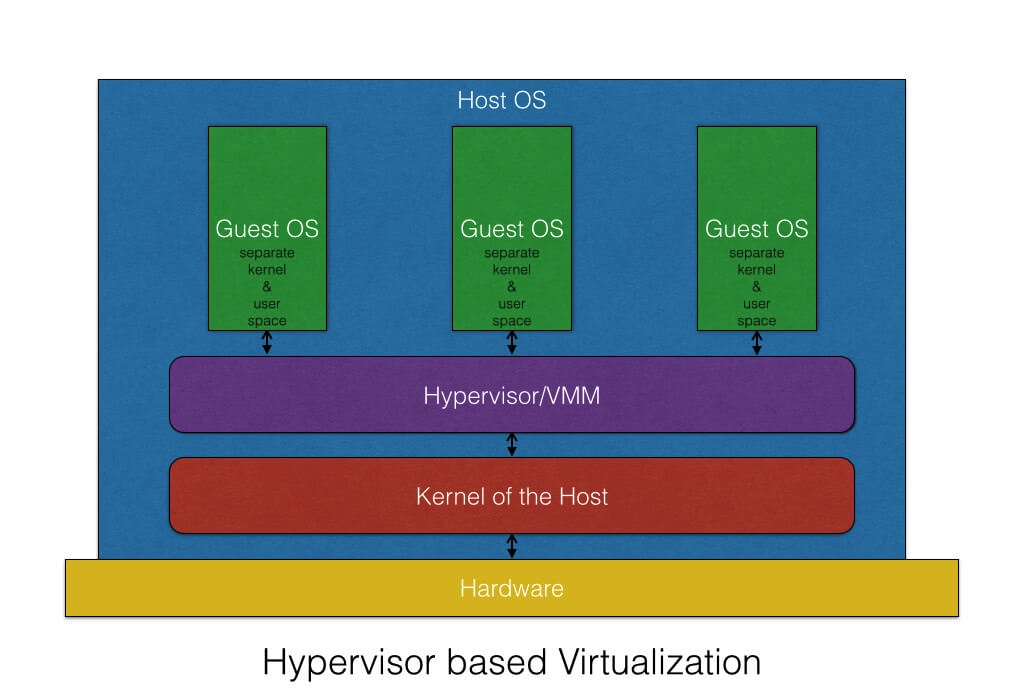 Host OS
Guest OS
separate
kernel
&
user
space
Guest OS
separate
kernel
&
user
space
Guest OS
separate
kernel
&
user
space
Hypervisor/VMM
Kernel of the Host
Hardware
Hypervisor based Virtualization